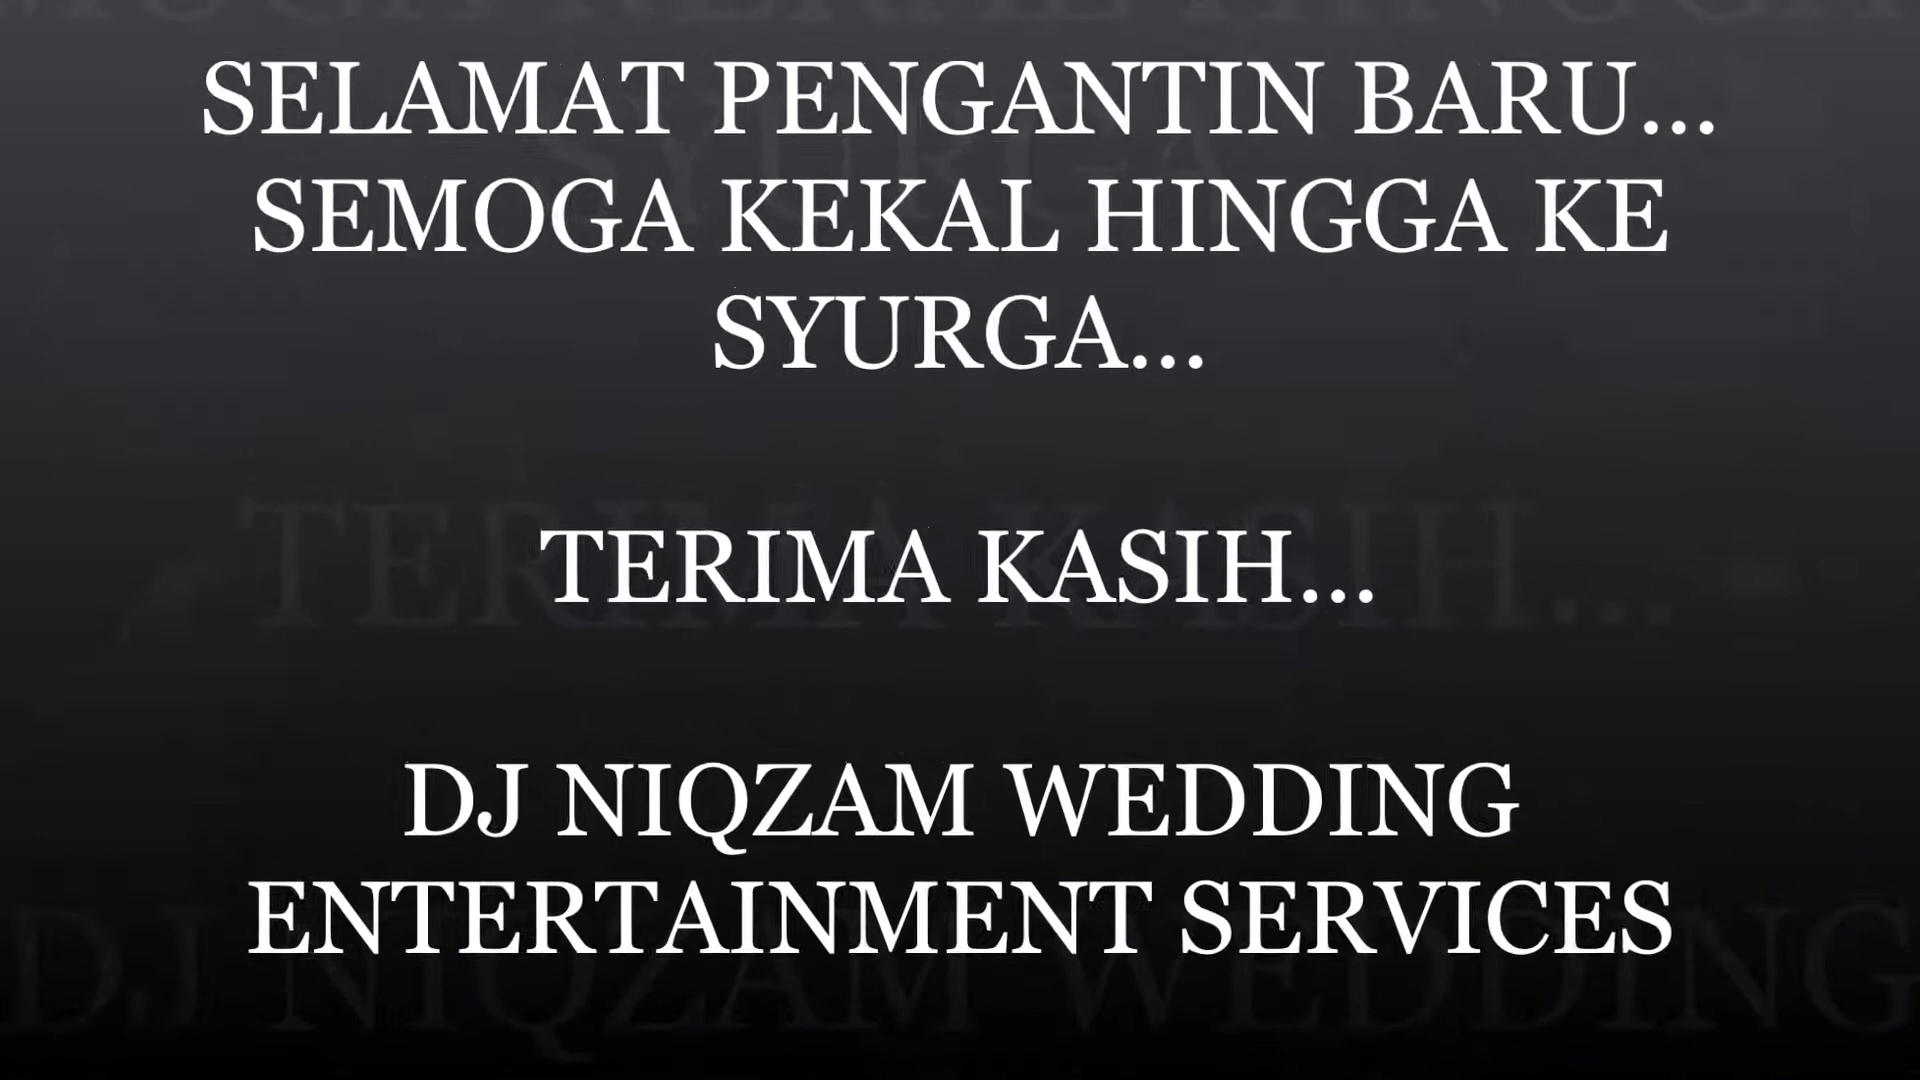 SELAMAT PENGANTIN BARU...
SEMOGA KEKAL HINGGA KE
SYURGA...
TERIMA KASIH...
DJ NIQZAM WEDDING
ENTERTAINMENT SERVICES